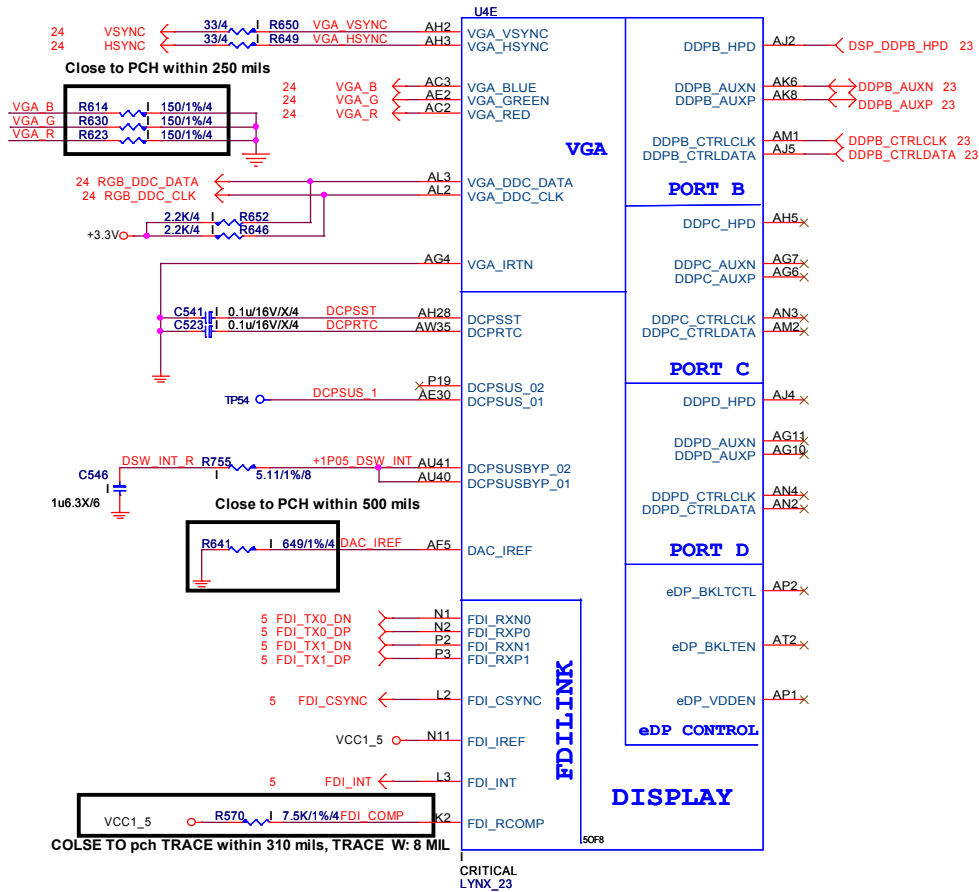 U4E
24 VSYNC 33/4 R650 VGA_VSYNC AH2 VGA_VSYNC
24 HSYNC 33/4 R649 VGA_HSYNC AH3 VGA_HSYNC
DDPB_HPD AJ2 DSP_DDPB_HPD 23
Close to PCH within 250 mils
24 VGA_B AC3 VGA_BLUE
24 VGA_G AE2 VGA_GREEN
24 VGA_R AC2 VGA_RED
DDPB_AUXN AK6 DDPB_AUXN 23
DDPB_AUXP AK8 DDPB_AUXP 23
VGA_B R614 I 150/1%/4
VGA_G R630 I 150/1%/4
VGA_R R623 I 150/1%/4
DDPB_CTRLCLK AM1 DDPB_CTRLCLK 23
DDPB_CTRLDATA AJ5 DDPB_CTRLDATA 23
VGA
PORT B
24 RGB_DDC_DATA AL3 VGA_DDC_DATA
24 RGB_DDC_CLK AL2 VGA_DDC_CLK
2.2K/4 I R652
2.2K/4 I R646
+3.3V
DDPC_HPD AH5
AG4 VGA_IRTN
DDPC_AUXN AG7
DDPC_AUXP AG6
C541 I 0.1u/16V/X/4 DCPSST AH28 DCPSST
C523 I 0.1u/16V/X/4 DCPRTC AW35 DCPRTC
DDPC_CTRLCLK AN3
DDPC_CTRLDATA AM2
PORT C
P19 DCPSUS_02
TP54 DCPSUS_1 AE30 DCPSUS_01
DDPD_HPD AJ4
DDPD_AUXN AG11
DDPD_AUXP AG10
DSW_INT_R R755 I 5.11/1%/8 +1P05_DSW_INT AU41 DCPSUSBYP_02
AU40 DCPSUSBYP_01
C546 I
1u6.3X/6
DDPD_CTRLCLK AN4
DDPD_CTRLDATA AN2
Close to PCH within 500 mils
R641 I 649/1%/4 DAC_IREF AF5 DAC_IREF
PORT D
eDP_BKLTCTL AP2
5 FDI_TX0_DN N1 FDI_RXN0
5 FDI_TX0_DP N2 FDI_RXP0
5 FDI_TX1_DN P2 FDI_RXN1
5 FDI_TX1_DP P3 FDI_RXP1
eDP_BKLTEN AT2
5 FDI_CSYNC L2 FDI_CSYNC
eDP_VDDEN AP1
eDP CONTROL
VCC1_5 N11 FDI_IREF
FDILINK
5 FDI_INT L3 FDI_INT
DISPLAY
VCC1_5 R570 I 7.5K/1%/4 FDI_COMP K2 FDI_RCOMP
5OF8
COLSE TO pch TRACE within 310 mils, TRACE W: 8 MIL
I
CRITICAL
LYNX_23